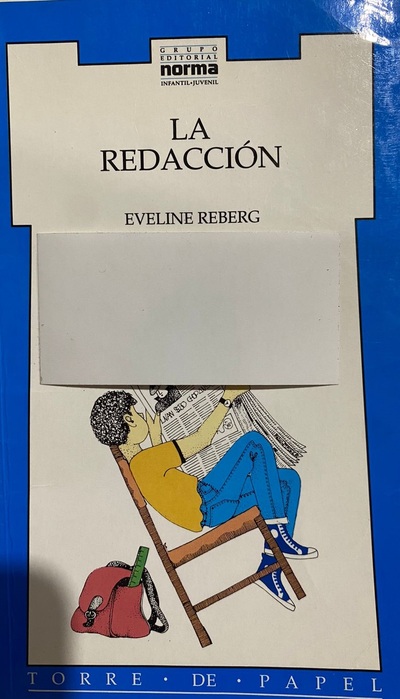 GRUPO
EDITORIAL
norma
INFANTIL•JUVENIL
LA
REDACCIÓN
EVELINE REBERG
TORRE • DE • PAPEL